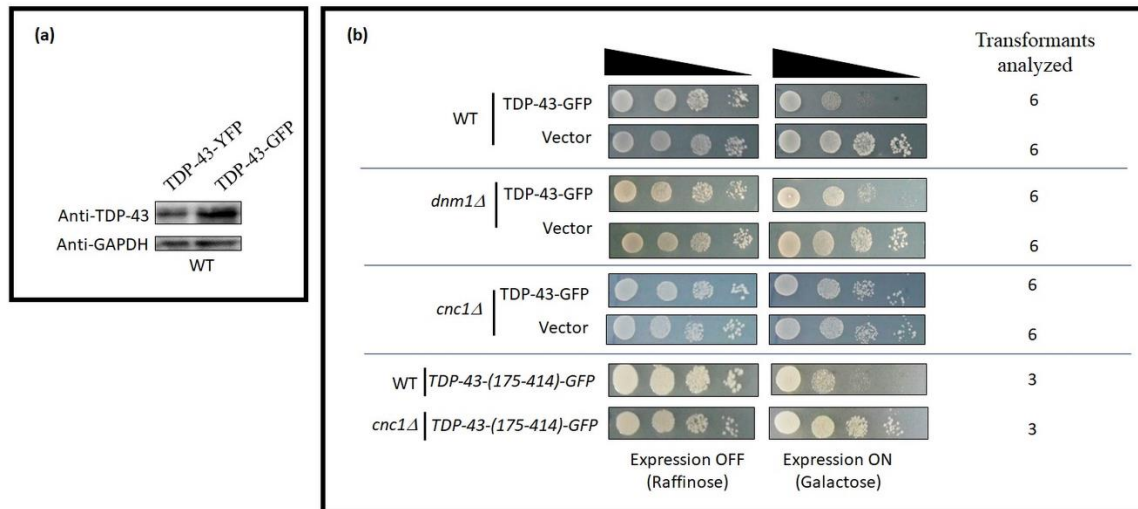 (a)
TDP-43-YFP
TDP-43-GFP
Anti-TDP-43
Anti-GAPDH
WT
(b)
Transformants
analyzed
WT
TDP-43-GFP
6
Vector
6
dnm1Δ
TDP-43-GFP
6
Vector
6
cnc1Δ
TDP-43-GFP
6
Vector
6
WT TDP-43-(175-414)-GFP
3
cnc1Δ TDP-43-(175-414)-GFP
3
Expression OFF
(Raffinose)
Expression ON
(Galactose)